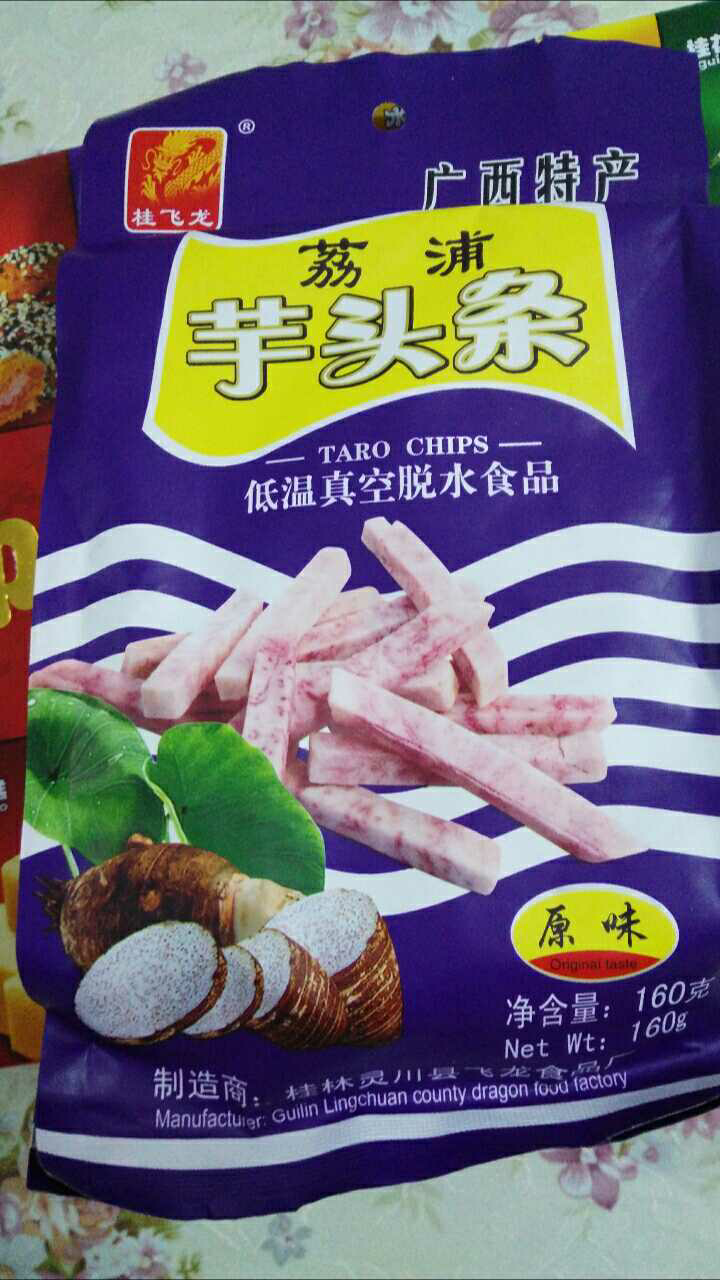 桂飞龙
®
广西特产
荔浦
芋头条
TARO CHIPS
低温真空脱水食品
原味
Original taste
净含量：160克
Net Wt: 160g
制造商：桂林灵川县飞龙食品厂
Manufacturer: Guilin Lingchuan county dragon food factory